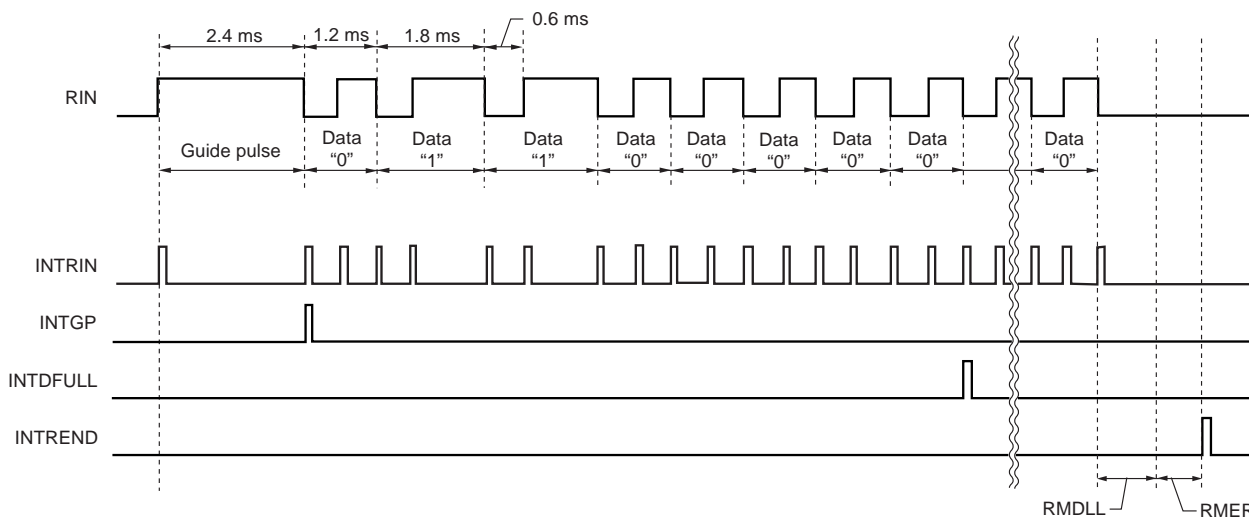 0.6 ms
2.4 ms 1.2 ms 1.8 ms
RIN
Guide pulse
Data "0"
Data "1"
Data "1"
Data "0"
Data "0"
Data "0"
Data "0"
Data "0"
Data "0"
INTRIN
INTGP
INTDFULL
INTREND
RMDLL RMER